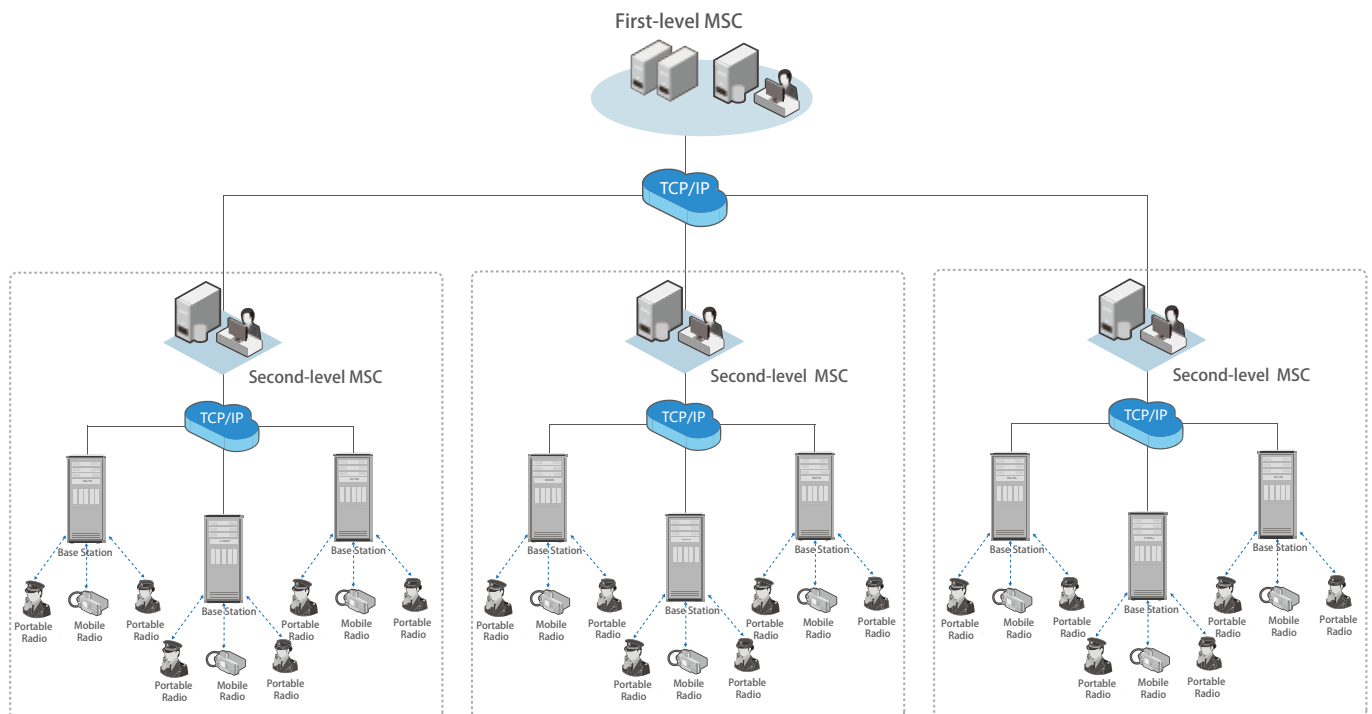 First-level MSC
TCP/IP
Second-level MSC
TCP/IP
Base Station
Base Station
Base Station
Portable
Radio
Mobile
Radio
Portable
Radio
Portable
Radio
Mobile
Radio
Portable
Radio
Portable
Radio
Mobile
Radio
Portable
Radio
Second-level MSC
TCP/IP
Base Station
Base Station
Base Station
Portable
Radio
Mobile
Radio
Portable
Radio
Portable
Radio
Mobile
Radio
Portable
Radio
Portable
Radio
Mobile
Radio
Portable
Radio
Second-level MSC
TCP/IP
Base Station
Base Station
Base Station
Portable
Radio
Mobile
Radio
Portable
Radio
Portable
Radio
Mobile
Radio
Portable
Radio
Portable
Radio
Mobile
Radio
Portable
Radio